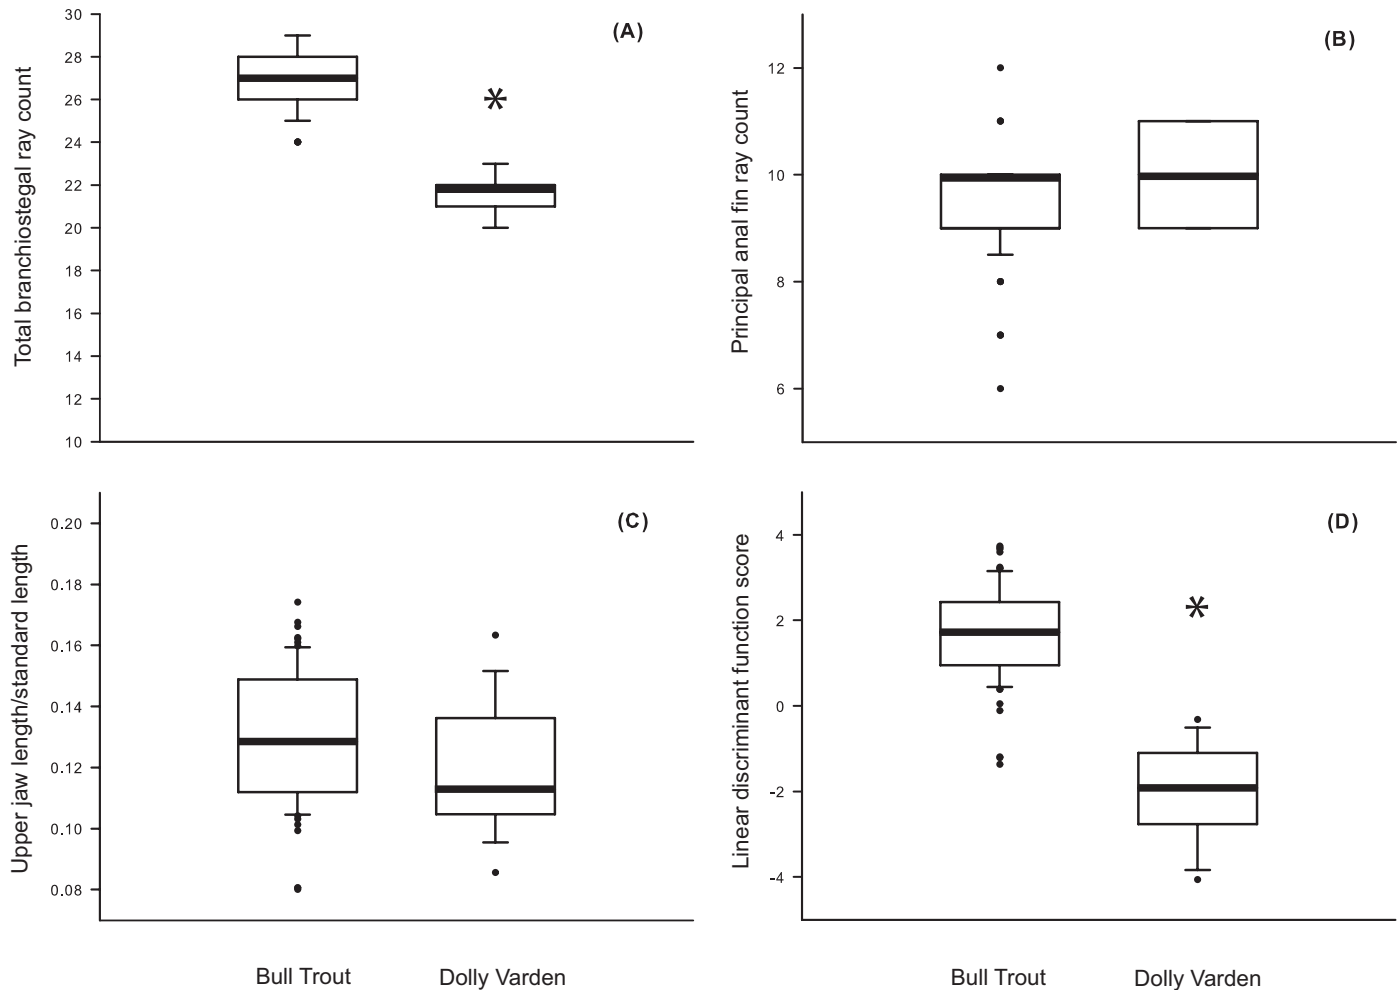 (A)
Total branchiostegal ray count
30
28
26
24
22
20
18
16
14
12
10
*
(B)
Principal anal fin ray count
12
10
8
6
(C)
Upper jaw length/standard length
0.20
0.18
0.16
0.14
0.12
0.10
0.08
Bull Trout
Dolly Varden
(D)
Linear discriminant function score
4
2
0
-2
-4
*
Bull Trout
Dolly Varden